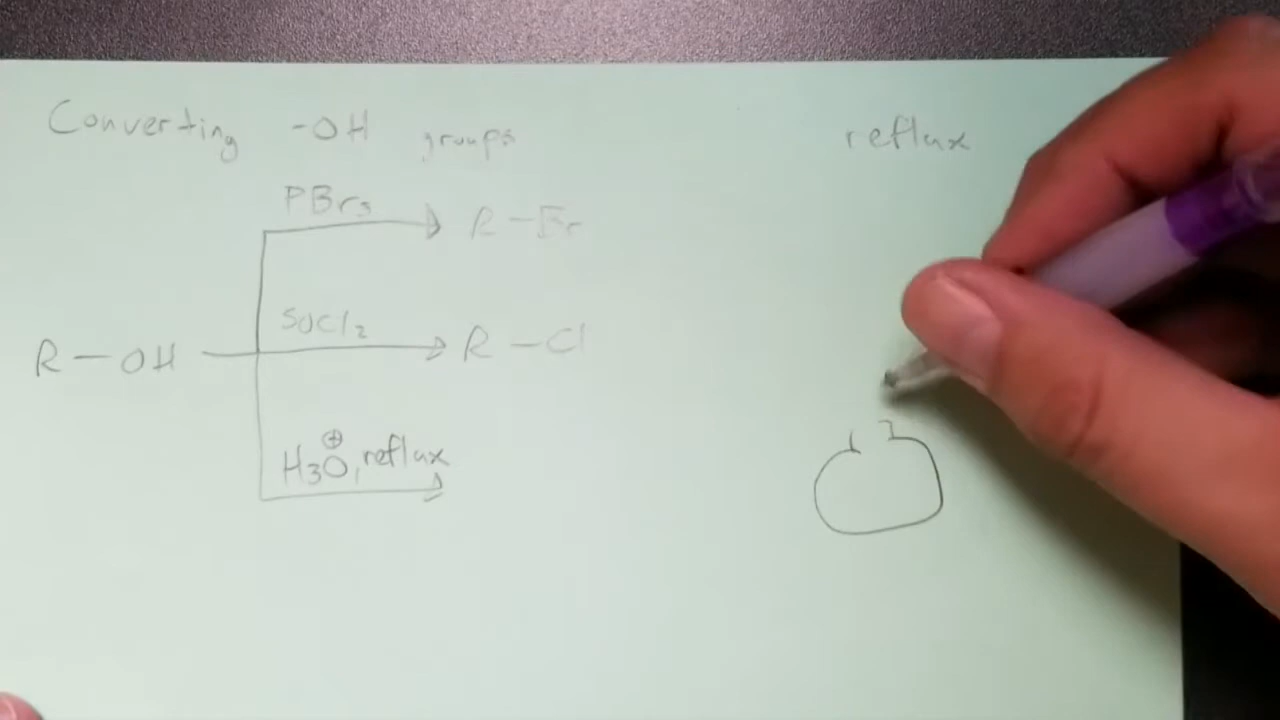 Converting -OH groups
reflux
PBr₃
R-Br
SOCl₂
R-OH
R-Cl
H₃O⊕, reflux